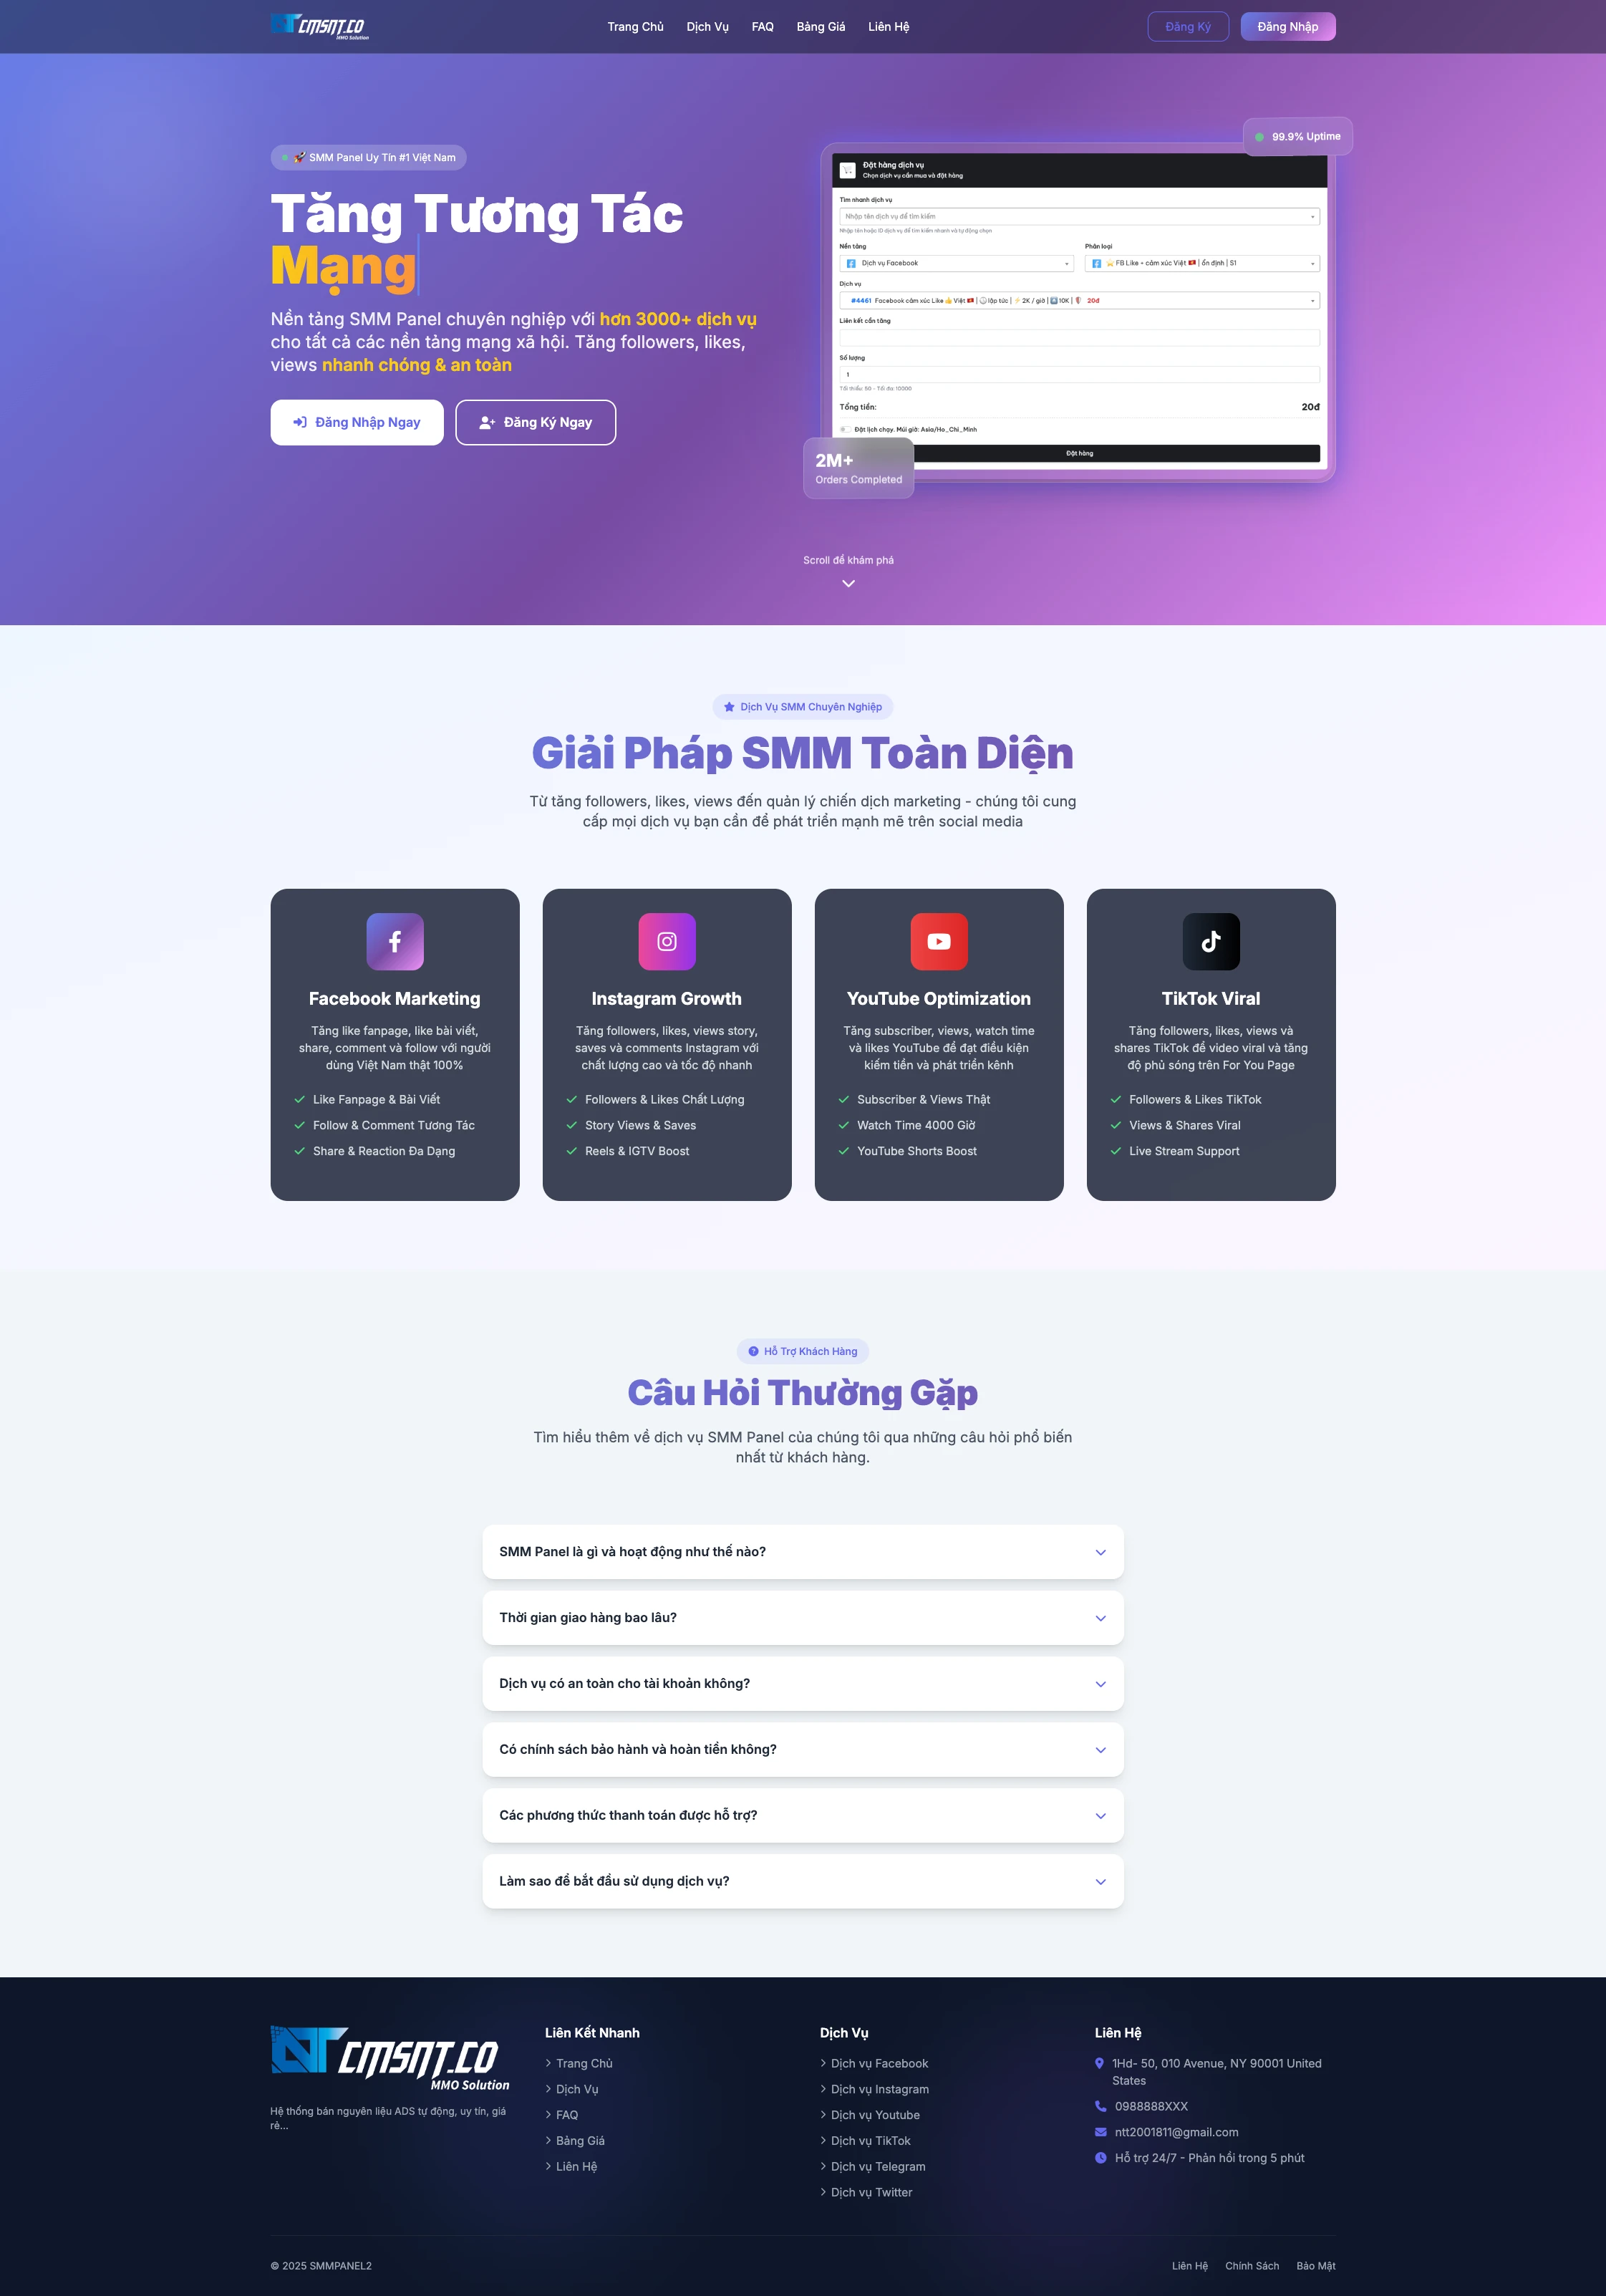 CMSNT.CO
MMO Solution
Trang Chủ
Dịch Vụ
FAQ
Bảng Giá
Liên Hệ
Đăng Ký
Đăng Nhập
🚀 SMM Panel Uy Tín #1 Việt Nam
Tăng Tương Tác
Mạng
Nền tảng SMM Panel chuyên nghiệp với hơn 3000+ dịch vụ
cho tất cả các nền tảng mạng xã hội. Tăng followers, likes,
views nhanh chóng & an toàn
Đăng Nhập Ngay
Đăng Ký Ngay
99.9% Uptime
Đặt hàng dịch vụ
Chọn dịch vụ cần mua và đặt hàng
Tìm nhanh dịch vụ
Nhập tên dịch vụ để tìm kiếm
Nhập tên hoặc ID dịch vụ để tìm kiếm nhanh và tự động chọn
Nền tảng
Phân loại
Dịch vụ Facebook
⭐ FB Like + cảm xúc Việt 🇻🇳 | ổn định | S1
Dịch vụ
#4461 Facebook cảm xúc Like 👍 Việt 🇻🇳 | lập tức | ⚡ 2K / giờ | 10K | 20đ
Liên kết cần tăng
Số lượng
1
Tối thiểu: 50 - Tối đa: 10000
Tổng tiền:
20đ
Đặt lịch chạy. Múi giờ: Asia/Ho_Chi_Minh
Đặt hàng
2M+
Orders Completed
Scroll để khám phá
Dịch Vụ SMM Chuyên Nghiệp
Giải Pháp SMM Toàn Diện
Từ tăng followers, likes, views đến quản lý chiến dịch marketing - chúng tôi cung
cấp mọi dịch vụ bạn cần để phát triển mạnh mẽ trên social media
Facebook Marketing
Tăng like fanpage, like bài viết,
share, comment và follow với người
dùng Việt Nam thật 100%
Like Fanpage & Bài Viết
Follow & Comment Tương Tác
Share & Reaction Đa Dạng
Instagram Growth
Tăng followers, likes, views story,
saves và comments Instagram với
chất lượng cao và tốc độ nhanh
Followers & Likes Chất Lượng
Story Views & Saves
Reels & IGTV Boost
YouTube Optimization
Tăng subscriber, views, watch time
và likes YouTube để đạt điều kiện
kiếm tiền và phát triển kênh
Subscriber & Views Thật
Watch Time 4000 Giờ
YouTube Shorts Boost
TikTok Viral
Tăng followers, likes, views và
shares TikTok để video viral và tăng
độ phủ sóng trên For You Page
Followers & Likes TikTok
Views & Shares Viral
Live Stream Support
Hỗ Trợ Khách Hàng
Câu Hỏi Thường Gặp
Tìm hiểu thêm về dịch vụ SMM Panel của chúng tôi qua những câu hỏi phổ biến
nhất từ khách hàng.
SMM Panel là gì và hoạt động như thế nào?
Thời gian giao hàng bao lâu?
Dịch vụ có an toàn cho tài khoản không?
Có chính sách bảo hành và hoàn tiền không?
Các phương thức thanh toán được hỗ trợ?
Làm sao để bắt đầu sử dụng dịch vụ?
CMSNT.CO
MMO Solution
Hệ thống bán nguyên liệu ADS tự động, uy tín, giá
rẻ...
Liên Kết Nhanh
Trang Chủ
Dịch Vụ
FAQ
Bảng Giá
Liên Hệ
Dịch Vụ
Dịch vụ Facebook
Dịch vụ Instagram
Dịch vụ Youtube
Dịch vụ TikTok
Dịch vụ Telegram
Dịch vụ Twitter
Liên Hệ
1Hd- 50, 010 Avenue, NY 90001 United
States
0988888XXX
ntt2001811@gmail.com
Hỗ trợ 24/7 - Phản hồi trong 5 phút
© 2025 SMMPANEL2
Liên Hệ
Chính Sách
Bảo Mật